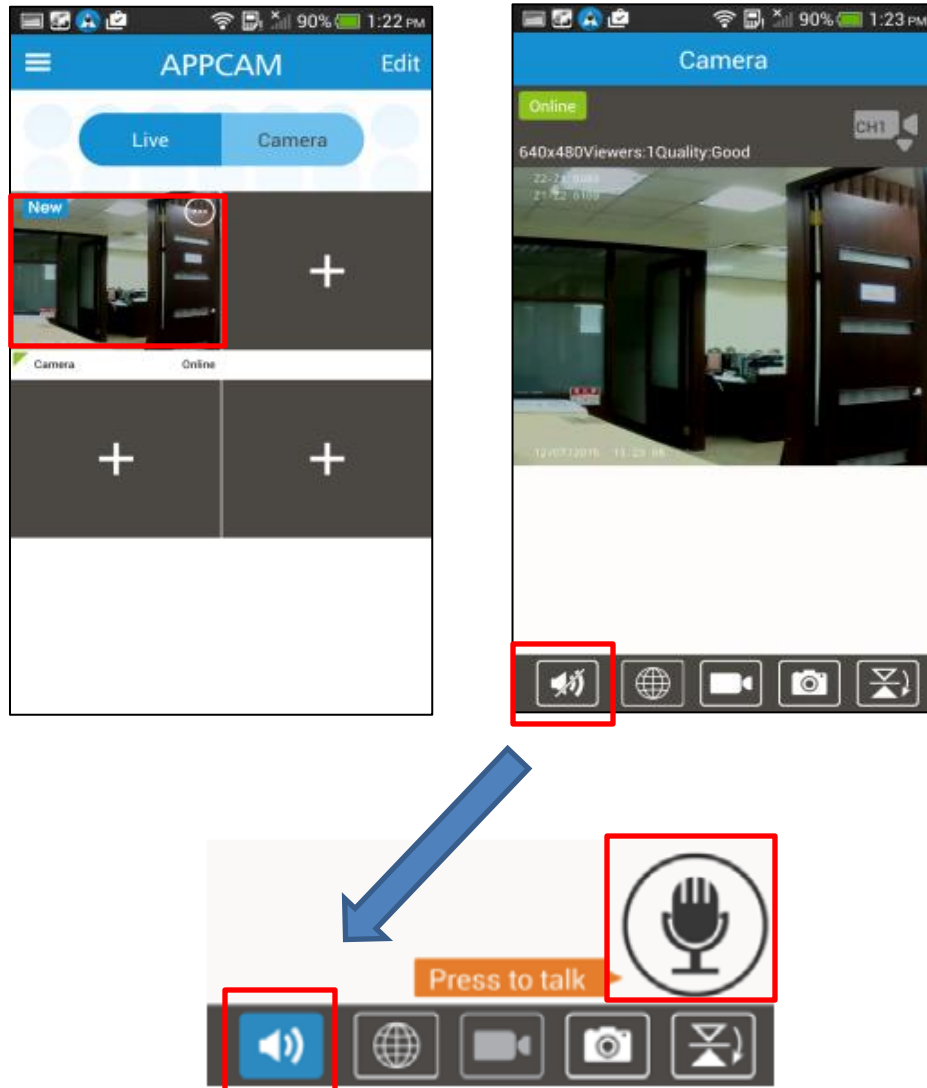 90% 1:22 PM
APPCAM Edit
Live Camera
New
Camera Online
90% 1:23 PM
Camera
Online
CH1
640x480Viewers:1Quality:Good
Press to talk